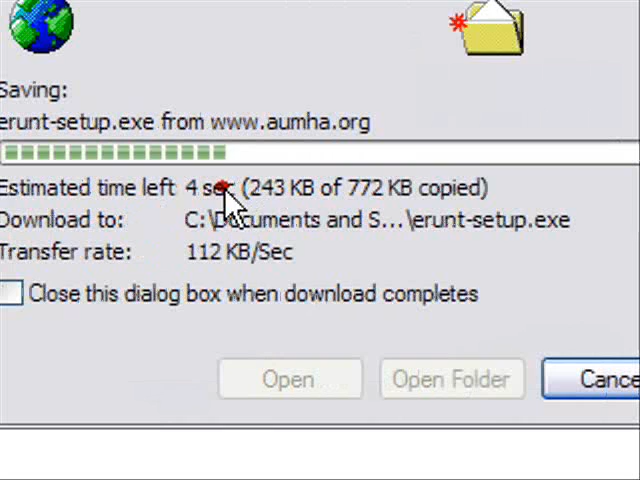 Saving:
erunt-setup.exe from www.aumha.org
Estimated time left 4 sec (243 KB of 772 KB copied)
Download to: C:\Documents and S...\erunt-setup.exe
Transfer rate: 112 KB/Sec
Close this dialog box when download completes
Open Open Folder Cance